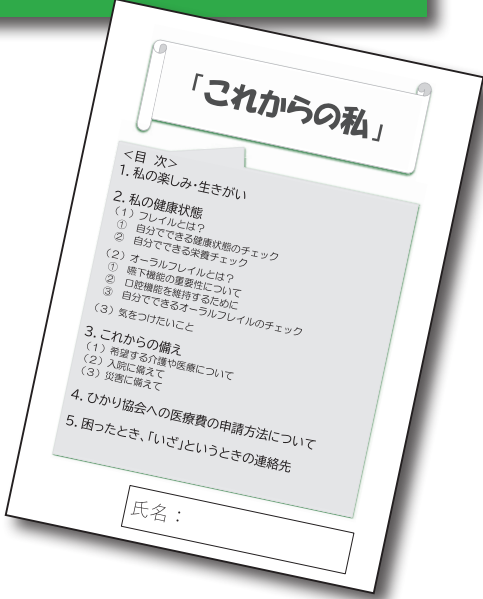 「これからの私」
<目 次>
1. 私の楽しみ・生きがい
2. 私の健康状態
(1)フレイルとは?
① 自分でできる健康状態のチェック
② 自分でできる栄養チェック
(2)オーラルフレイルとは?
① 嚥下機能の重要性について
② 口腔機能を維持するために
③ 自分でできるオーラルフレイルのチェック
(3)気をつけたいこと
3. これからの備え
(1)希望する介護や医療について
(2)入院に備えて
(3)災害に備えて
4. ひかり協会への医療費の申請方法について
5. 困ったとき、「いざ」というときの連絡先
氏名: